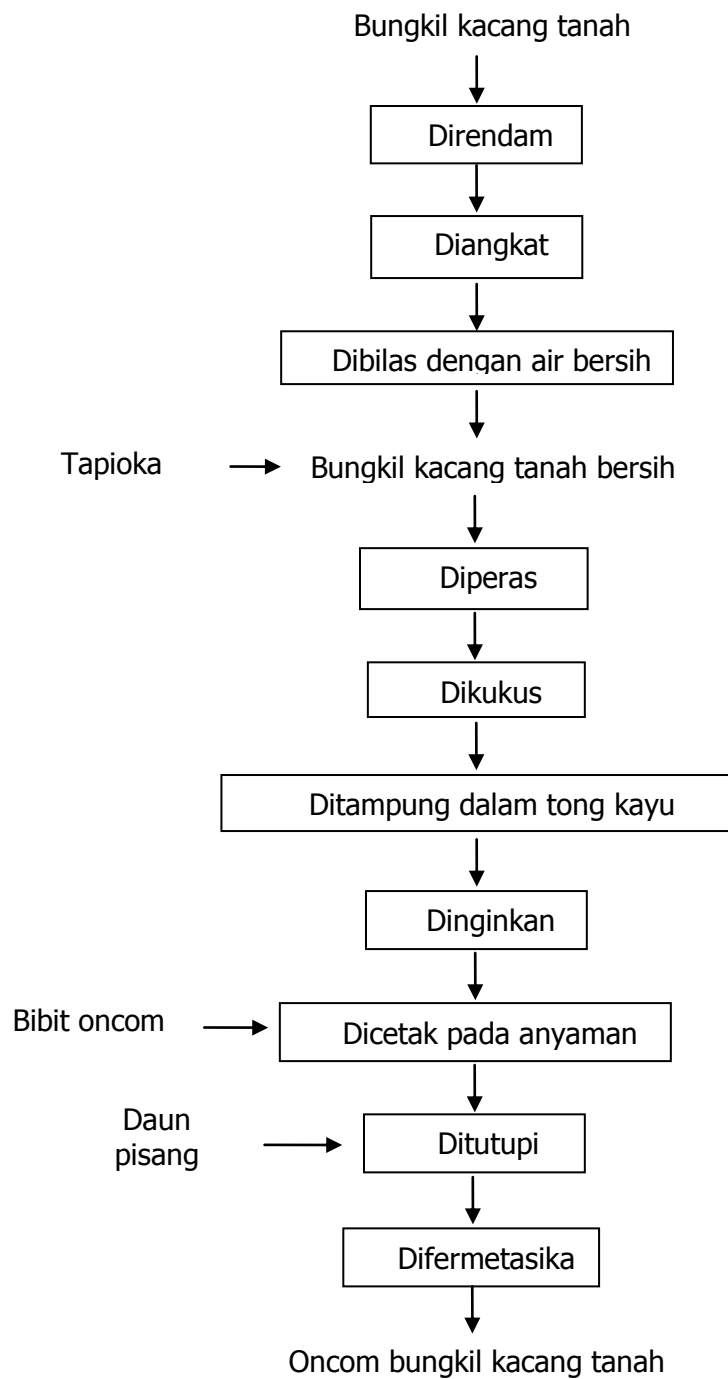 Bungkil kacang tanah
Direndam
Diangkat
Dibilas dengan air bersih
Tapioka
Bungkil kacang tanah bersih
Diperas
Dikukus
Ditampung dalam tong kayu
Dinginkan
Bibit oncom
Dicetak pada anyaman
Daun
pisang
Ditutupi
Difermetasika
Oncom bungkil kacang tanah